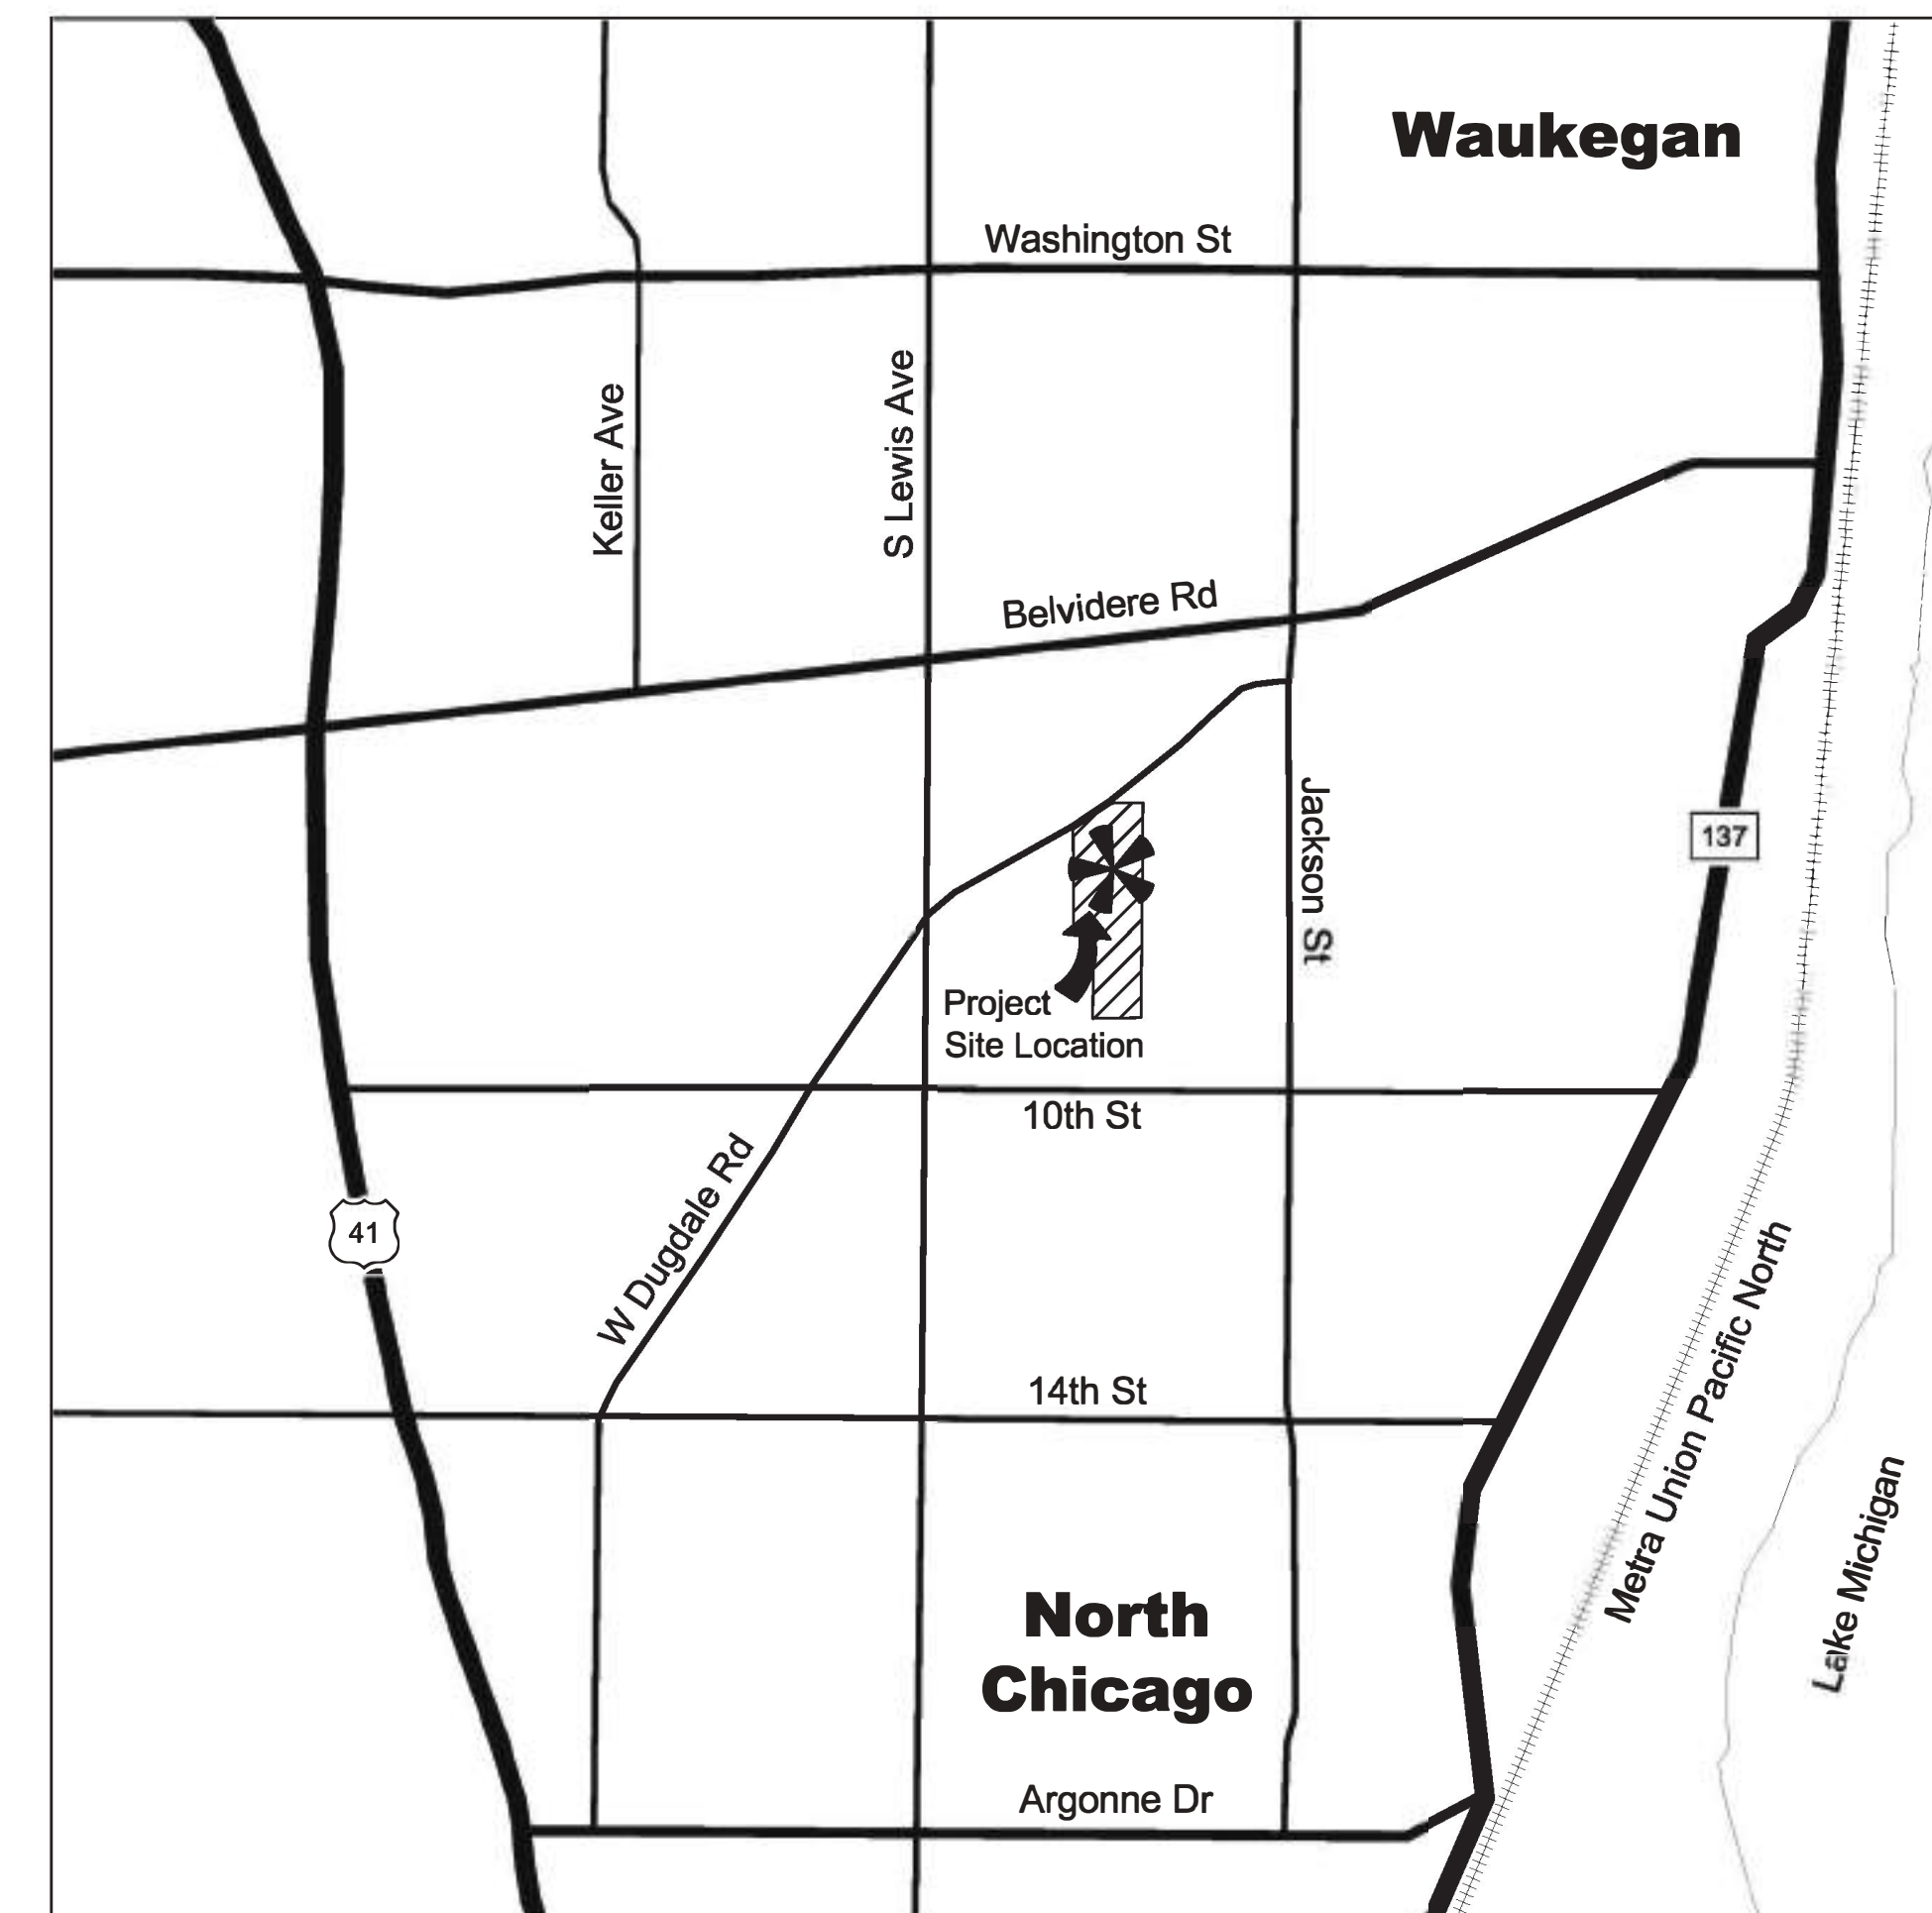 Waukegan
Washington St
Keller Ave
S Lewis Ave
Belvidere Rd
Jackson St
137
Project
Site Location
10th St
W Dugdale Rd
41
Metra Union Pacific North
14th St
Lake Michigan
North
Chicago
Argonne Dr